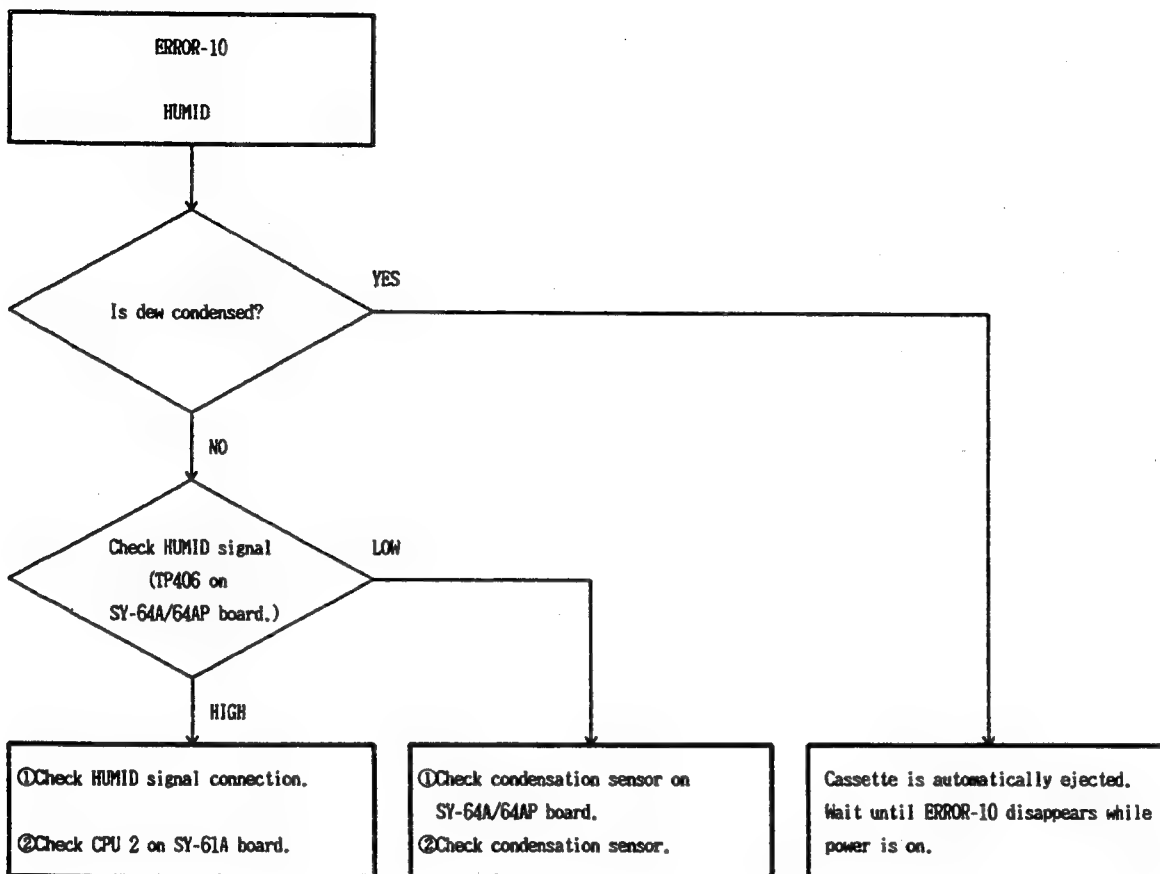 ERROR-10
HUMID
Is dew condensed?
YES
NO
Check HUMID signal
(TP406 on
SY-64A/64AP board.)
LOW
HIGH
①Check HUMID signal connection.
②Check CPU 2 on SY-61A board.
①Check condensation sensor on
SY-64A/64AP board.
②Check condensation sensor.
Cassette is automatically ejected.
Wait until ERROR-10 disappears while
power is on.